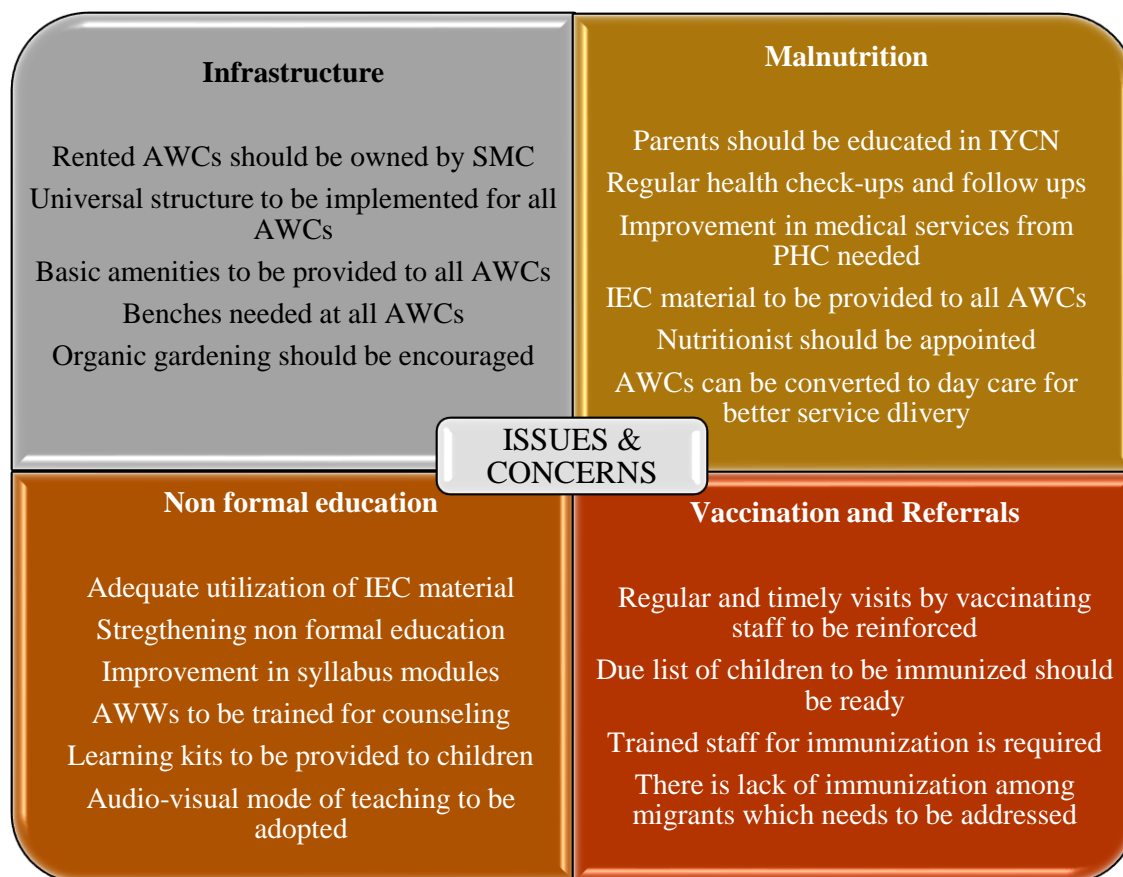 Infrastructure
Rented AWCs should be owned by SMC
Universal structure to be implemented for all
AWCs
Basic amenities to be provided to all AWCs
Benches needed at all AWCs
Organic gardening should be encouraged
Malnutrition
Parents should be educated in IYCN
Regular health check-ups and follow ups
Improvement in medical services from
PHC needed
IEC material to be provided to all AWCs
Nutritionist should be appointed
AWCs can be converted to day care for
better service dlivery
ISSUES &
CONCERNS
Non formal education
Adequate utilization of IEC material
Stregthening non formal education
Improvement in syllabus modules
AWWs to be trained for counseling
Learning kits to be provided to children
Audio-visual mode of teaching to be
adopted
Vaccination and Referrals
Regular and timely visits by vaccinating
staff to be reinforced
Due list of children to be immunized should
be ready
Trained staff for immunization is required
There is lack of immunization among
migrants which needs to be addressed